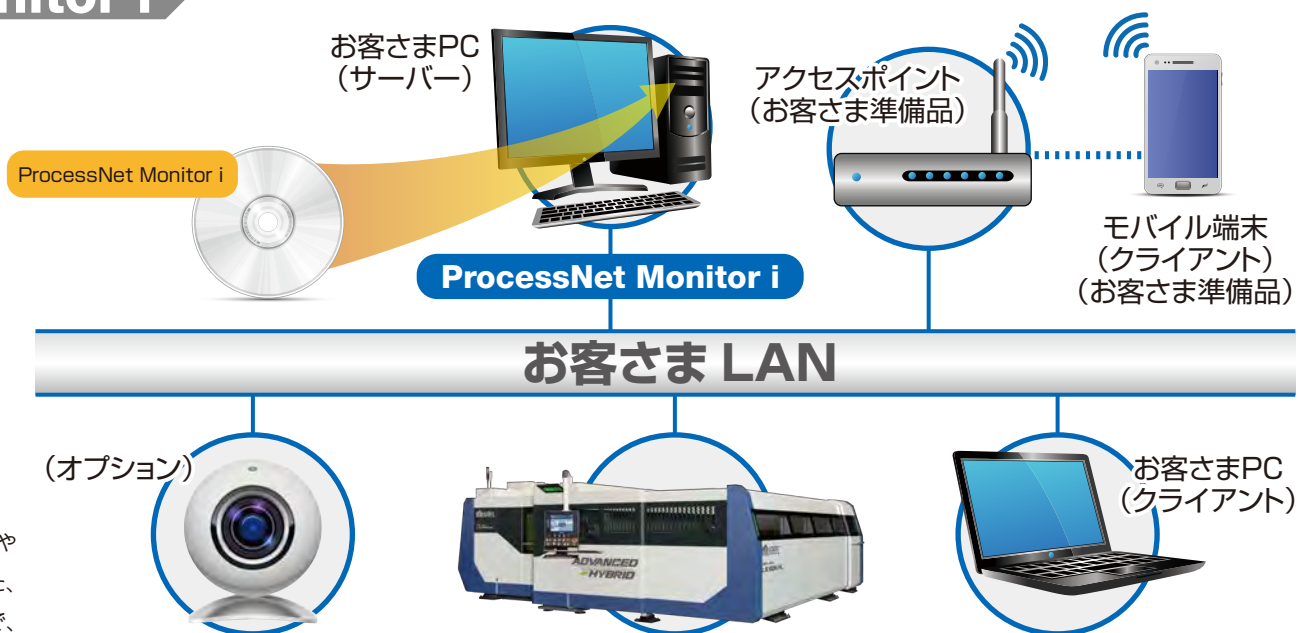 nitor i
お客さまPC
(サーバー)
アクセスポイント
(お客さま準備品)
ProcessNet Monitor i
モバイル端末
(クライアント)
(お客さま準備品)
ProcessNet Monitor i
お客さま LAN
(オプション)
お客さまPC
(クライアント)
ADVANCED
HYBRID
や
で、